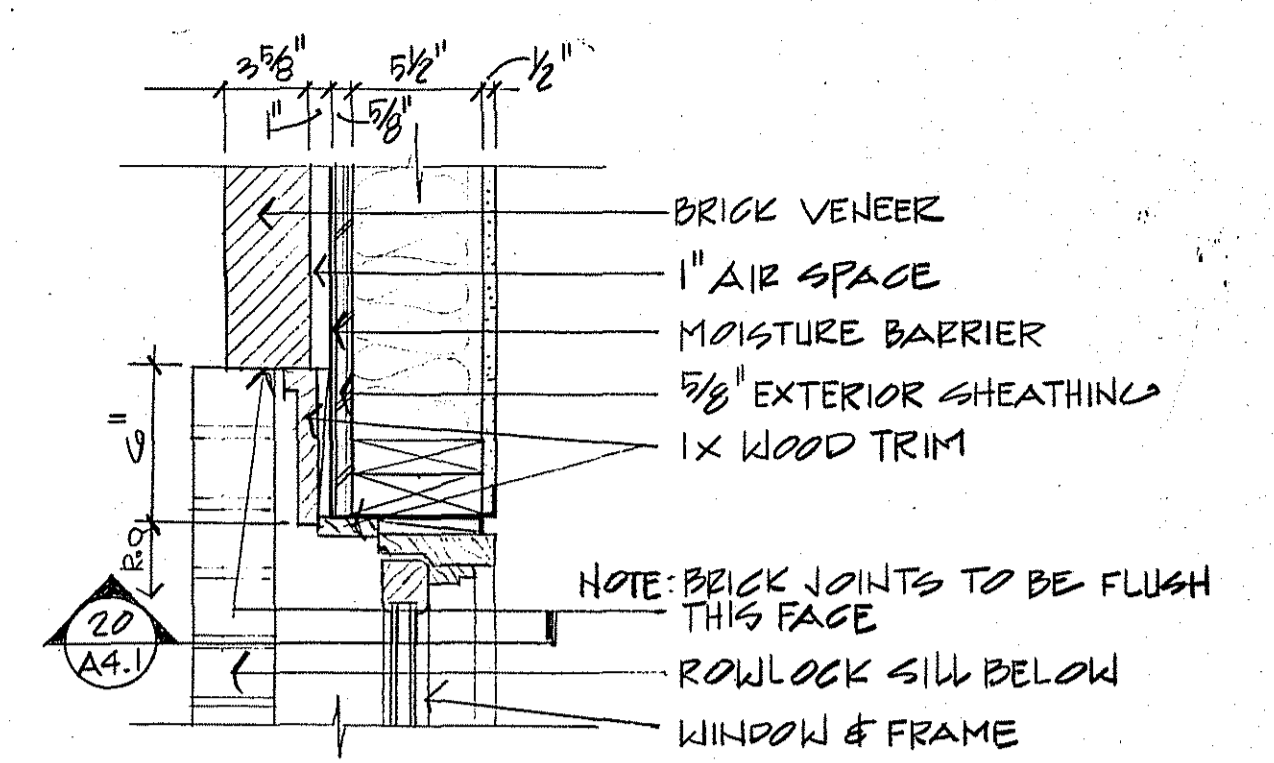 3 5/8" 5 1/2" 1/2"
1" 5/8"
BRICK VENEER
1" AIR SPACE
MOISTURE BARRIER
5/8" EXTERIOR SHEATHING
1X WOOD TRIM
6"
R.O.
NOTE: BRICK JOINTS TO BE FLUSH
THIS FACE
20
A4.1
ROWLOCK SILL BELOW
WINDOW & FRAME